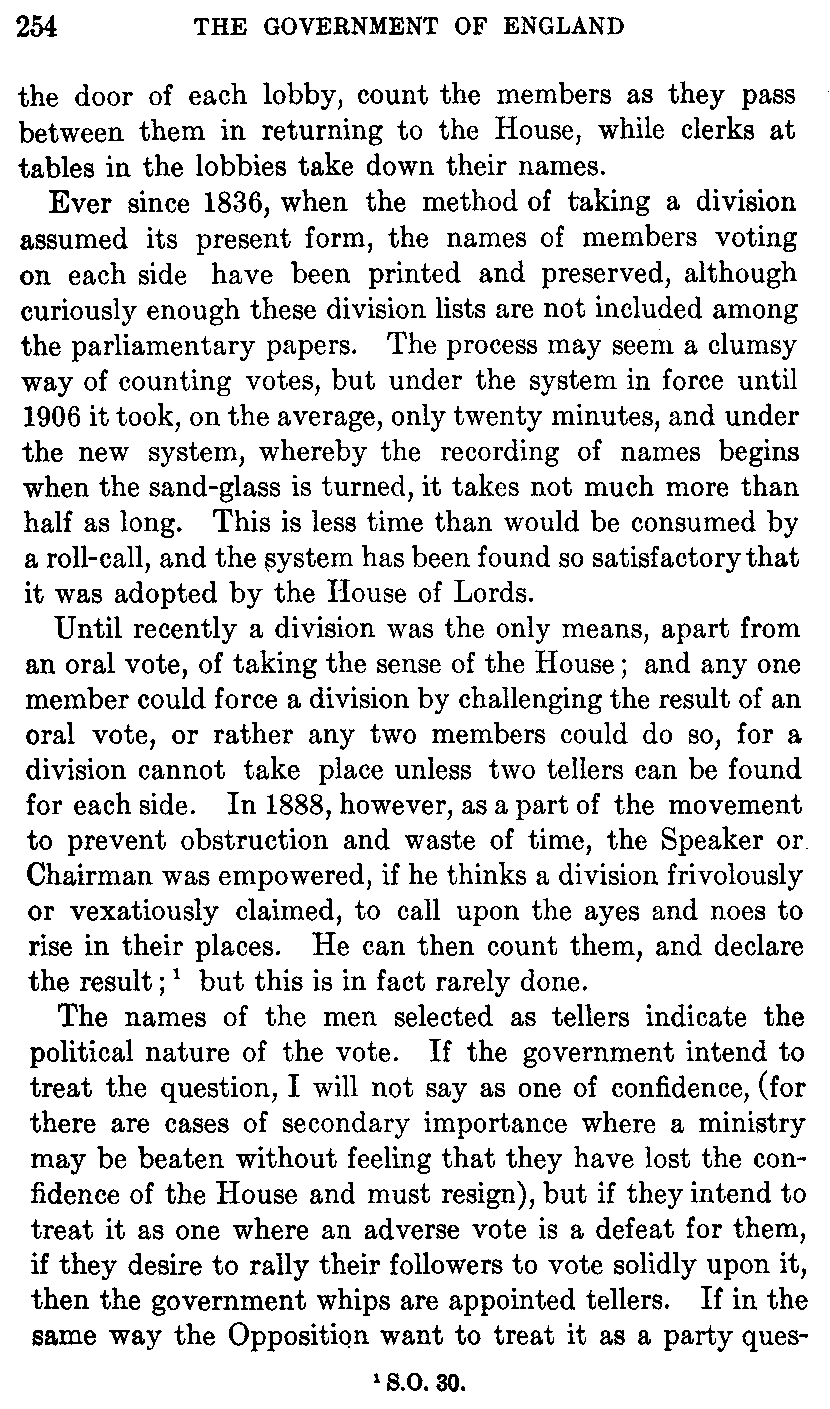 254 THE GOVERNMENT OF ENGLAND
the door of each lobby, count the members as they pass
between them in returning to the House, while clerks at
tables in the lobbies take down their names.
Ever since 1836, when the method of taking a division
assumed its present form, the names of members voting
on each side have been printed and preserved, although
curiously enough these division lists are not included among
the parliamentary papers. The process may seem a clumsy
way of counting votes, but under the system in force until
1906 it took, on the average, only twenty minutes, and under
the new system, whereby the recording of names begins
when the sand-glass is turned, it takes not much more than
half as long. This is less time than would be consumed by
a roll-call, and the system has been found so satisfactory that
it was adopted by the House of Lords.
Until recently a division was the only means, apart from
an oral vote, of taking the sense of the House; and any one
member could force a division by challenging the result of an
oral vote, or rather any two members could do so, for a
division cannot take place unless two tellers can be found
for each side. In 1888, however, as a part of the movement
to prevent obstruction and waste of time, the Speaker or
Chairman was empowered, if he thinks a division frivolously
or vexatiously claimed, to call upon the ayes and noes to
rise in their places. He can then count them, and declare
the result;¹ but this is in fact rarely done.
The names of the men selected as tellers indicate the
political nature of the vote. If the government intend to
treat the question, I will not say as one of confidence, (for
there are cases of secondary importance where a ministry
may be beaten without feeling that they have lost the con-
fidence of the House and must resign), but if they intend to
treat it as one where an adverse vote is a defeat for them,
if they desire to rally their followers to vote solidly upon it,
then the government whips are appointed tellers. If in the
same way the Opposition want to treat it as a party ques-
¹ S.O. 30.